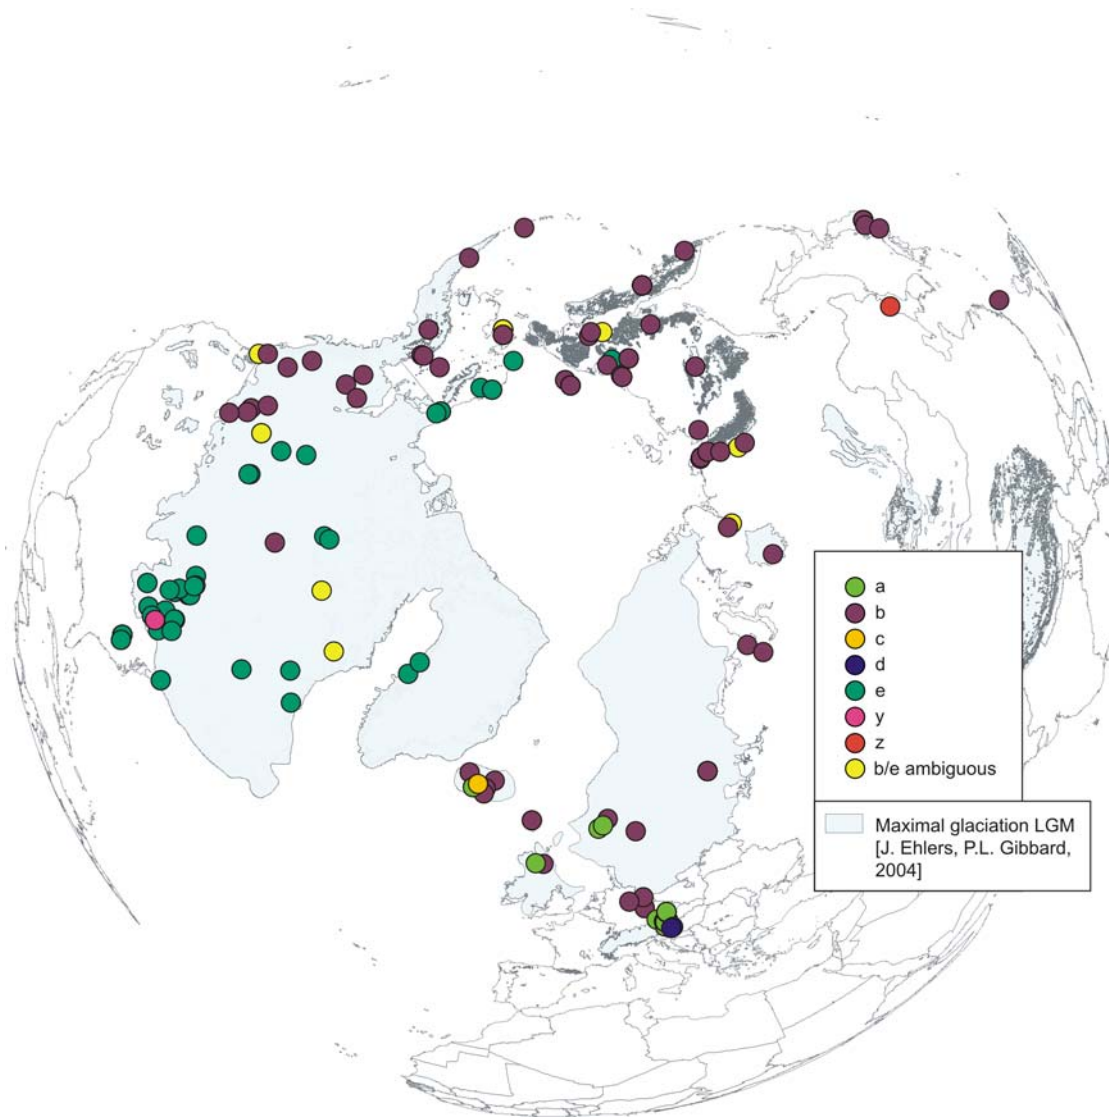 a
b
c
d
e
y
z
b/e ambiguous
Maximal glaciation LGM
[J. Ehlers, P.L. Gibbard,
2004]